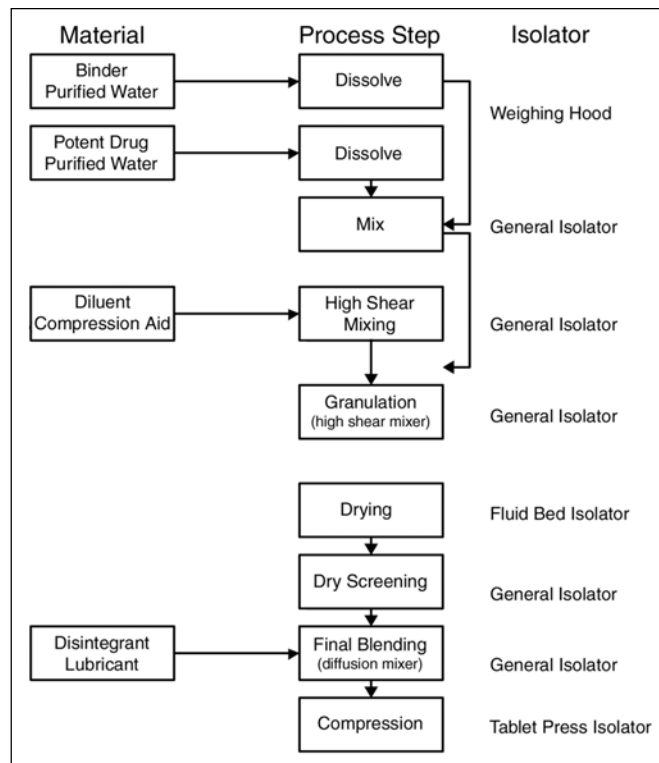 Material Process Step Isolator
Binder
Purified Water
Dissolve
Weighing Hood
Potent Drug
Purified Water
Dissolve
Mix
General Isolator
Diluent
Compression Aid
High Shear
Mixing
General Isolator
Granulation
(high shear mixer)
General Isolator
Drying
Fluid Bed Isolator
Dry Screening
General Isolator
Disintegrant
Lubricant
Final Blending
(diffusion mixer)
General Isolator
Compression
Tablet Press Isolator